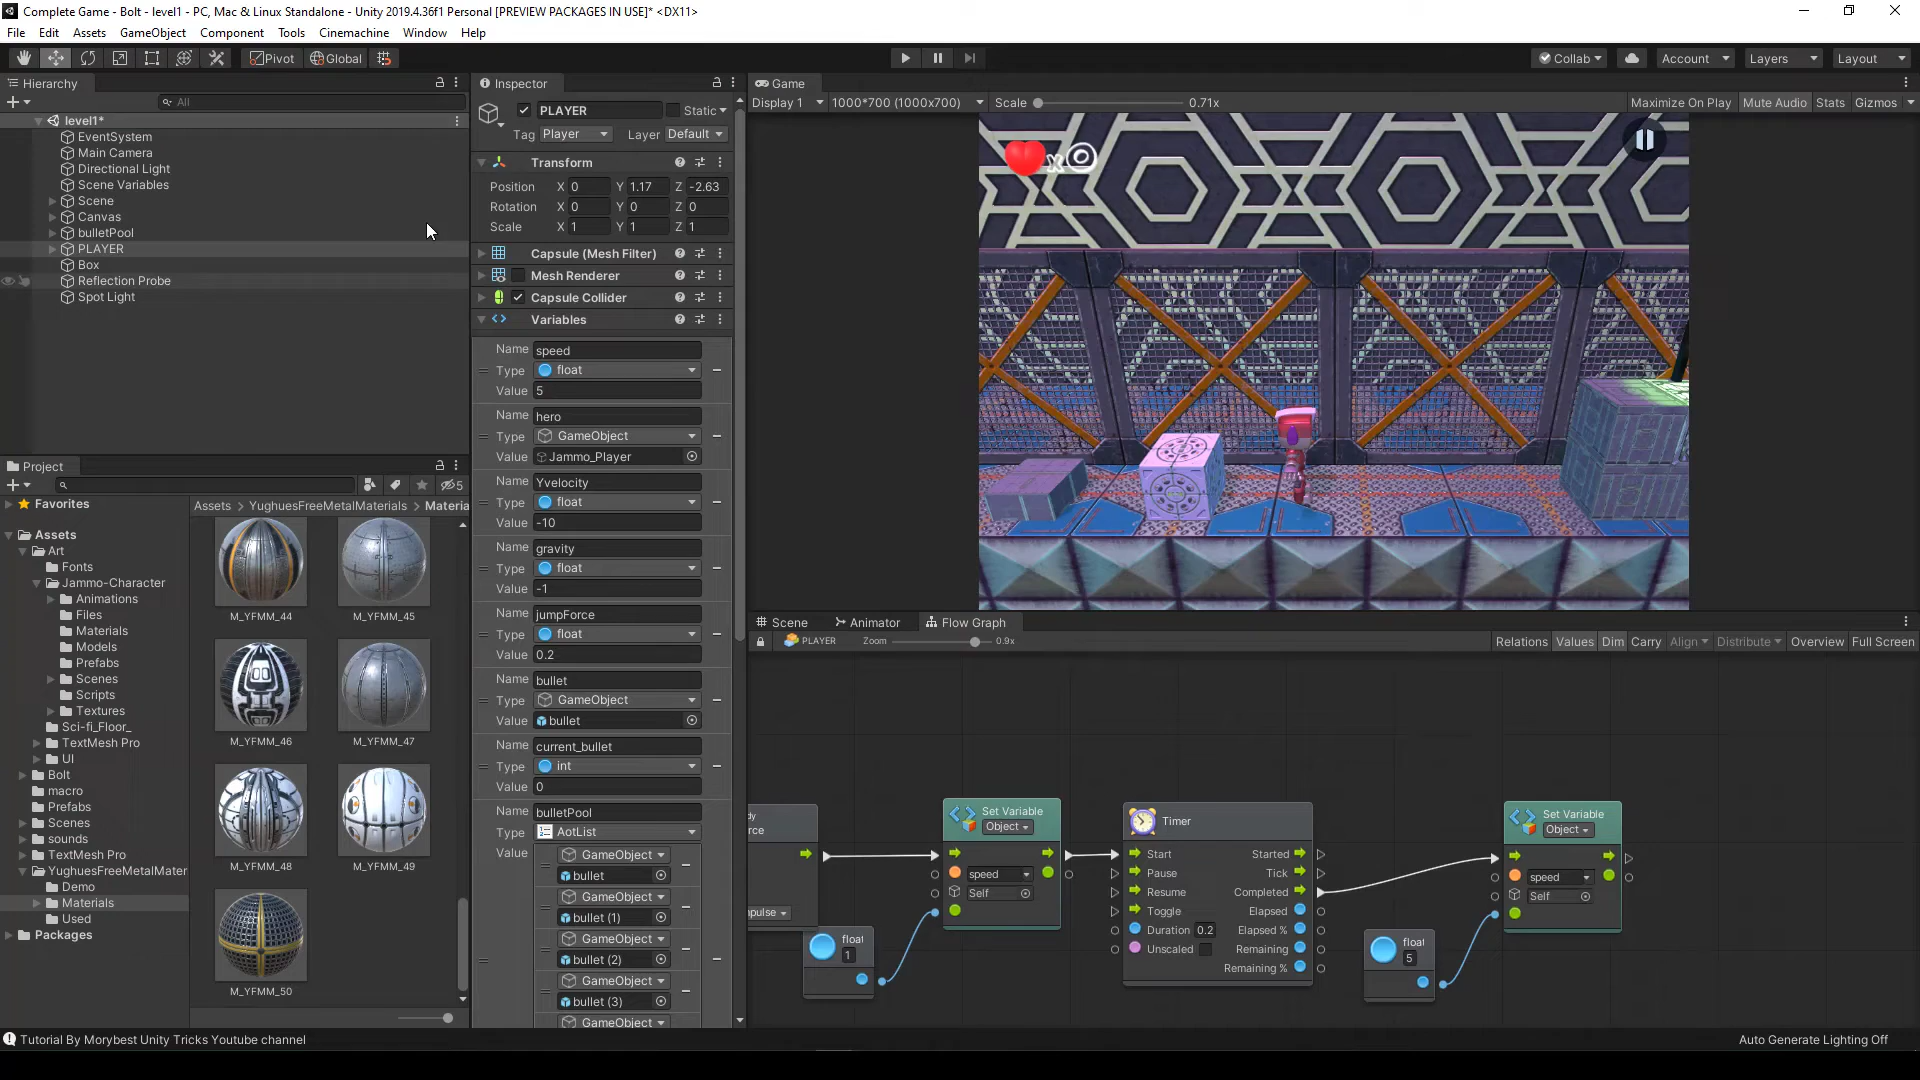 Complete Game - Bolt - level1 - PC, Mac & Linux Standalone - Unity 2019.4.36f1 Personal [PREVIEW PACKAGES IN USE]* <DX11>
File Edit Assets GameObject Component Tools Cinemachine Window Help
Pivot Global Collab Account Layers Layout
Hierarchy
All
level1*
EventSystem
Main Camera
Directional Light
Scene Variables
Scene
Canvas
bulletPool
PLAYER
Box
Reflection Probe
Spot Light
Project
5
Favorites
Assets
Art
Fonts
Jammo-Character
Animations
Files
Materials
Models
Prefabs
Scenes
Scripts
Textures
Sci-fi_Floor_
TextMesh Pro
UI
Bolt
macro
Prefabs
Scenes
sounds
TextMesh Pro
YughuesFreeMetalMater
Demo
Materials
Used
Packages
Assets > YughuesFreeMetalMaterials > Materia
M_YFMM_44 M_YFMM_45
M_YFMM_46 M_YFMM_47
M_YFMM_48 M_YFMM_49
M_YFMM_50
Inspector
PLAYER Static
Tag Player Layer Default
Transform
Position X 0 Y 1.17 Z -2.63
Rotation X 0 Y 0 Z 0
Scale X 1 Y 1 Z 1
Capsule (Mesh Filter)
Mesh Renderer
Capsule Collider
Variables
Name speed
Type float
Value 5
Name hero
Type GameObject
Value Jammo_Player
Name Yvelocity
Type float
Value -10
Name gravity
Type float
Value -1
Name jumpForce
Type float
Value 0.2
Name bullet
Type GameObject
Value bullet
Name current_bullet
Type int
Value 0
Name bulletPool
Type AotList
Value GameObject
bullet
GameObject
bullet (1)
GameObject
bullet (2)
GameObject
bullet (3)
GameObject
Game
Display 1 1000*700 (1000x700) Scale 0.71x Maximize On Play Mute Audio Stats Gizmos
x
Scene Animator Flow Graph
PLAYER Zoom 0.9x Relations Values Dim Carry Align Distribute Overview Full Screen
dy
rce
pulse
float
1
Set Variable
Object
speed
Self
Timer
Start Started
Pause Tick
Resume Completed
Toggle Elapsed
Duration 0.2 Elapsed %
Unscaled Remaining
Remaining %
float
5
Set Variable
Object
speed
Self
Tutorial By Morybest Unity Tricks Youtube channel
Auto Generate Lighting Off